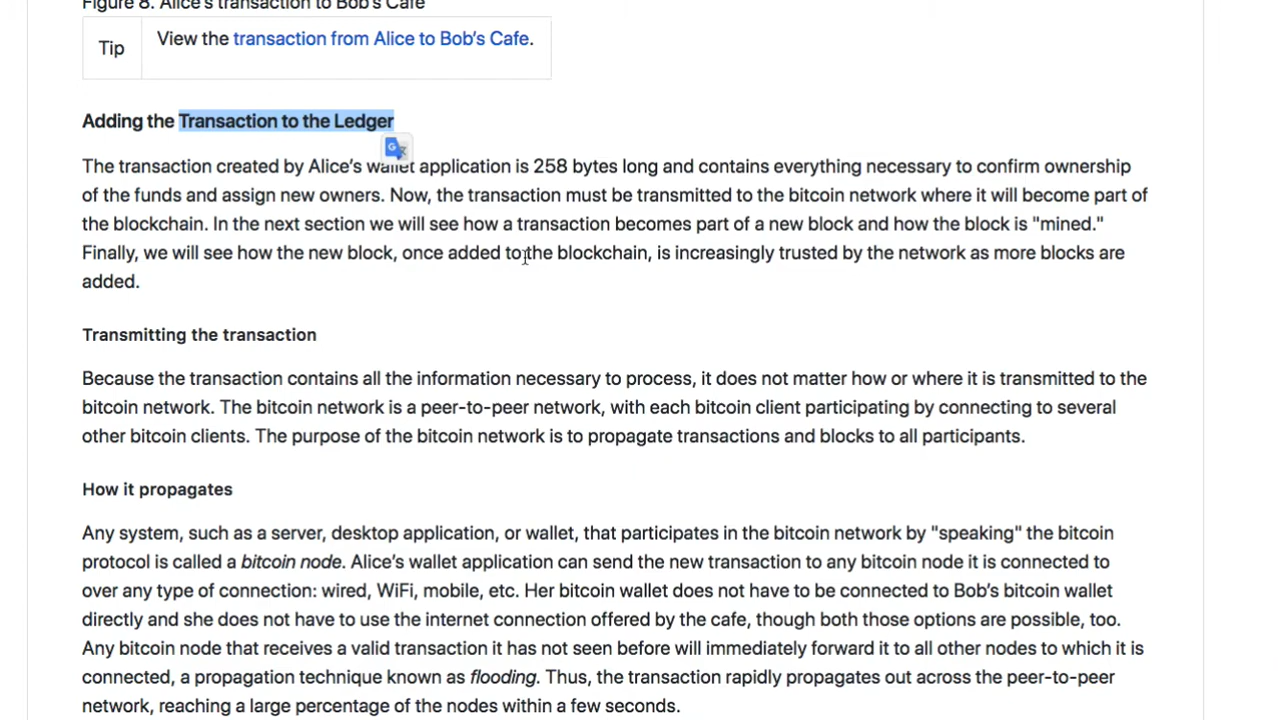 Figure 8. Alice's transaction to Bob's Cafe
Tip
View the transaction from Alice to Bob's Cafe.
Adding the Transaction to the Ledger
The transaction created by Alice's wallet application is 258 bytes long and contains everything necessary to confirm ownership
of the funds and assign new owners. Now, the transaction must be transmitted to the bitcoin network where it will become part of
the blockchain. In the next section we will see how a transaction becomes part of a new block and how the block is "mined."
Finally, we will see how the new block, once added to the blockchain, is increasingly trusted by the network as more blocks are
added.
Transmitting the transaction
Because the transaction contains all the information necessary to process, it does not matter how or where it is transmitted to the
bitcoin network. The bitcoin network is a peer-to-peer network, with each bitcoin client participating by connecting to several
other bitcoin clients. The purpose of the bitcoin network is to propagate transactions and blocks to all participants.
How it propagates
Any system, such as a server, desktop application, or wallet, that participates in the bitcoin network by "speaking" the bitcoin
protocol is called a bitcoin node. Alice's wallet application can send the new transaction to any bitcoin node it is connected to
over any type of connection: wired, WiFi, mobile, etc. Her bitcoin wallet does not have to be connected to Bob's bitcoin wallet
directly and she does not have to use the internet connection offered by the cafe, though both those options are possible, too.
Any bitcoin node that receives a valid transaction it has not seen before will immediately forward it to all other nodes to which it is
connected, a propagation technique known as flooding. Thus, the transaction rapidly propagates out across the peer-to-peer
network, reaching a large percentage of the nodes within a few seconds.